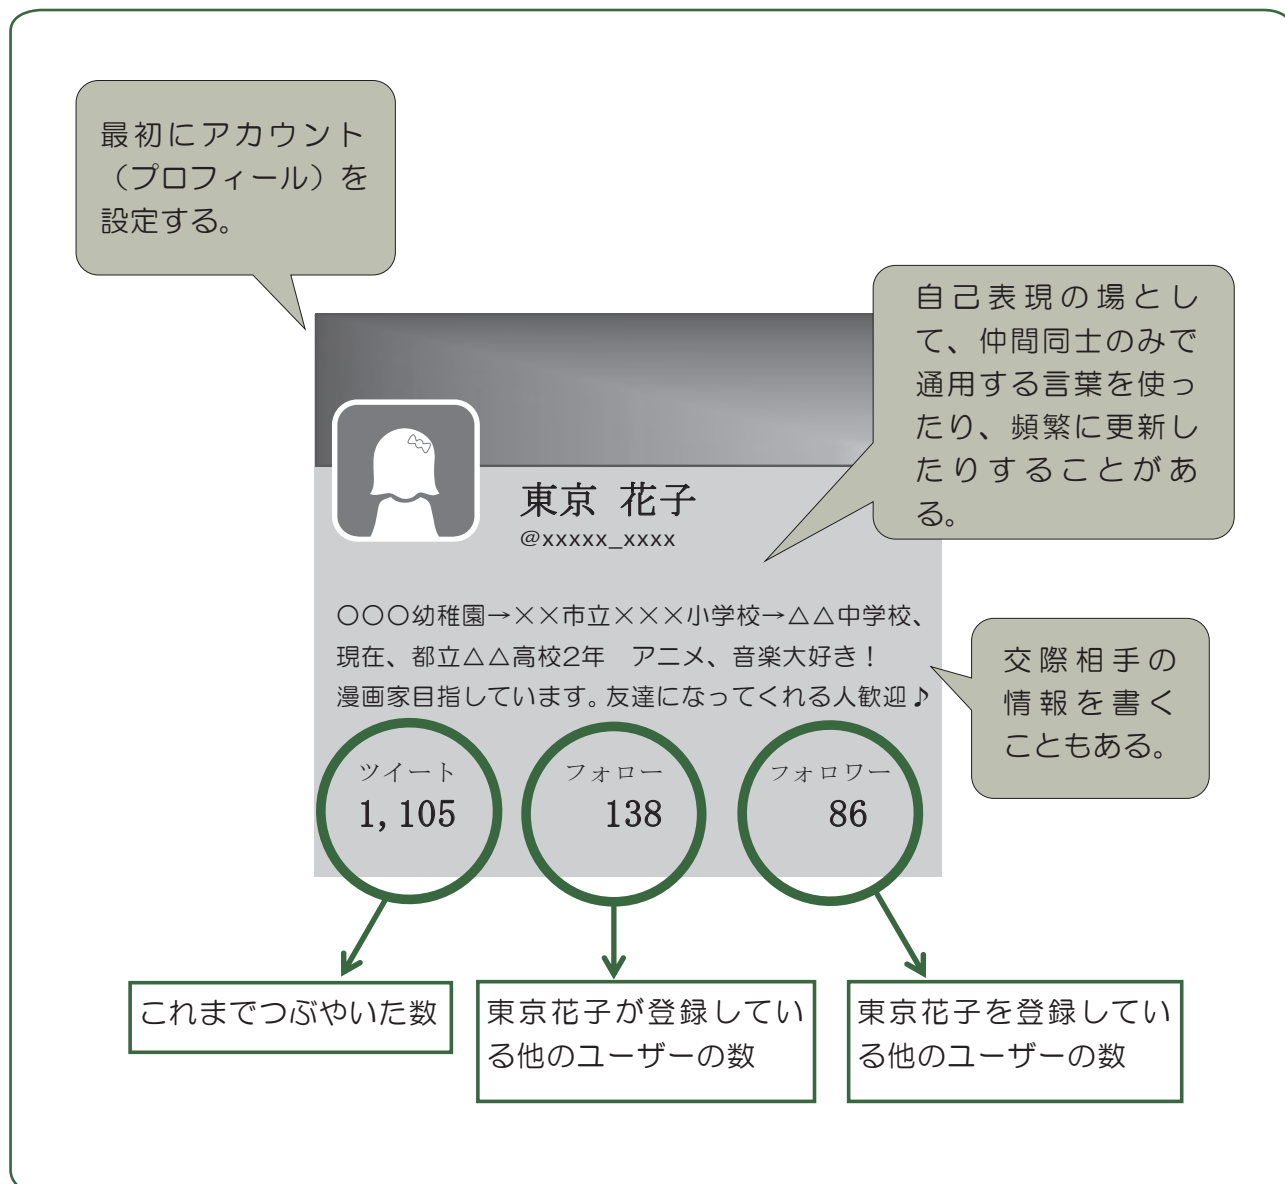 最初にアカウント
（プロフィール）を
設定する。
自己表現の場とし
て、仲間同士のみで
通用する言葉を使っ
たり、頻繁に更新し
たりすることがあ
る。
東京 花子
@xxxxx_xxxx
〇〇〇幼稚園→××市立×××小学校→△△中学校、
現在、都立△△高校2年　アニメ、音楽大好き！
漫画家目指しています。友達になってくれる人歓迎♪
交際相手の
情報を書く
こともある。
ツイート
1,105
フォロー
138
フォロワー
86
これまでつぶやいた数
東京花子が登録してい
る他のユーザーの数
東京花子を登録してい
る他のユーザーの数